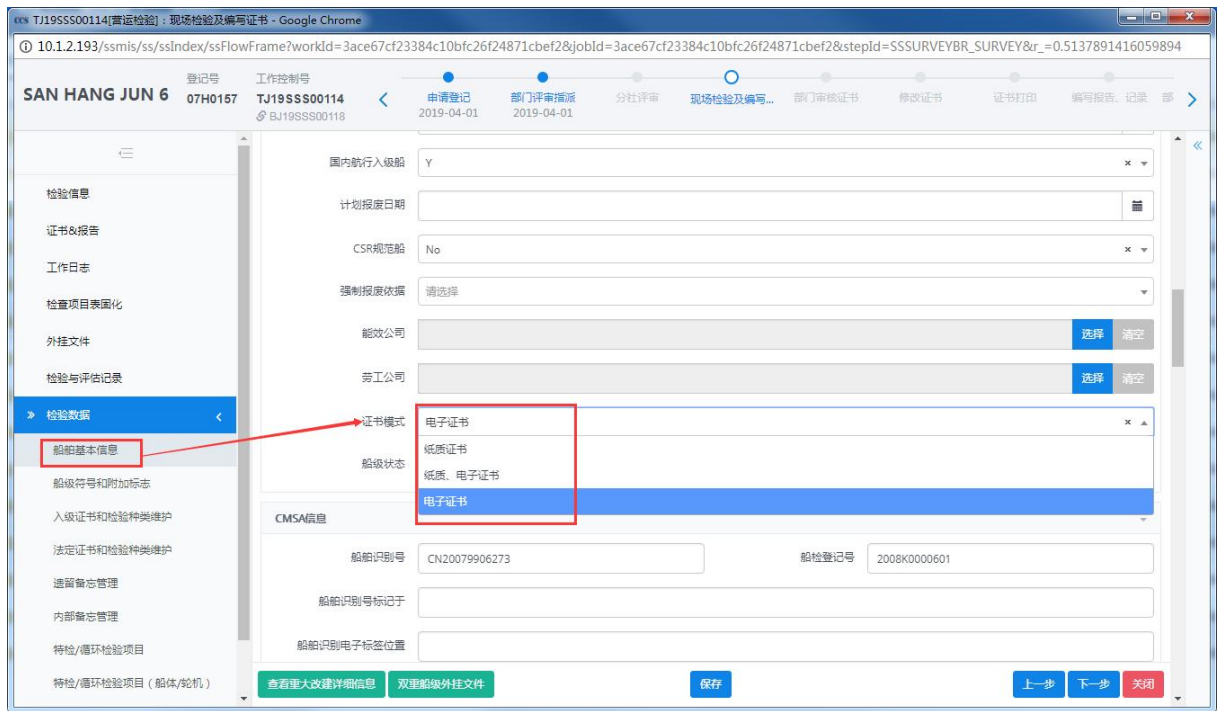 CCS TJ19SSS00114[营运检验] : 现场检验及编写证书 - Google Chrome
10.1.2.193/ssmis/ss/ssIndex/ssFlowFrame?workId=3ace67cf23384c10bfc26f24871cbef2&jobId=3ace67cf23384c10bfc26f24871cbef2&stepId=SSSURVEYBR_SURVEY&r_=0.5137891416059894
SAN HANG JUN 6
登记号
07H0157
工作控制号
TJ19SSS00114
BJ19SSS00118
申请登记
2019-04-01
部门评审指派
2019-04-01
分社评审
现场检验及编写...
部门审核证书
修改证书
证书打印
编写报告、记录
部
检验信息
证书&报告
工作日志
检查项目表固化
外挂文件
检验与评估记录
检验数据
船舶基本信息
船级符号和附加标志
入级证书和检验种类维护
法定证书和检验种类维护
遗留备忘管理
内部备忘管理
特检/循环检验项目
特检/循环检验项目（船体/轮机）
国内航行入级船 Y
计划报废日期
CSR规范船 No
强制报废依据 请选择
能效公司 选择 清空
劳工公司 选择 清空
证书模式 电子证书
纸质证书
船级状态
纸质、电子证书
电子证书
CMSA信息
船舶识别号 CN20079906273 船检登记号 2008K0000601
船舶识别号标记于
船舶识别电子标签位置
查看重大改建详细信息 双重船级外挂文件 保存 上一步 下一步 关闭